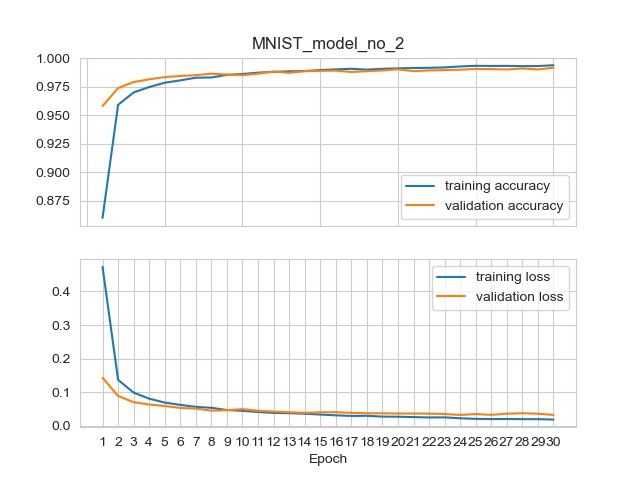 MNIST_model_no_2
1.000
0.975
0.950
0.925
0.900
0.875
training accuracy
validation accuracy
training loss
validation loss
0.4
0.3
0.2
0.1
0.0
1 2 3 4 5 6 7 8 9 10 11 12 13 14 15 16 17 18 19 20 21 22 23 24 25 26 27 28 29 30
Epoch